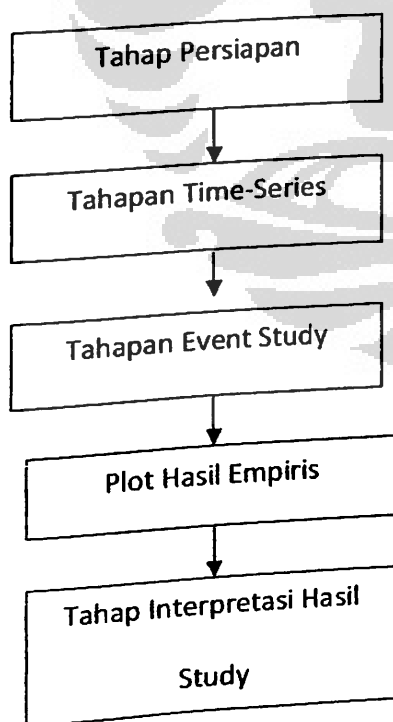 Tahap Persiapan
Tahapan Time-Series
Tahapan Event Study
Plot Hasil Empiris
Tahap Interpretasi Hasil
Study